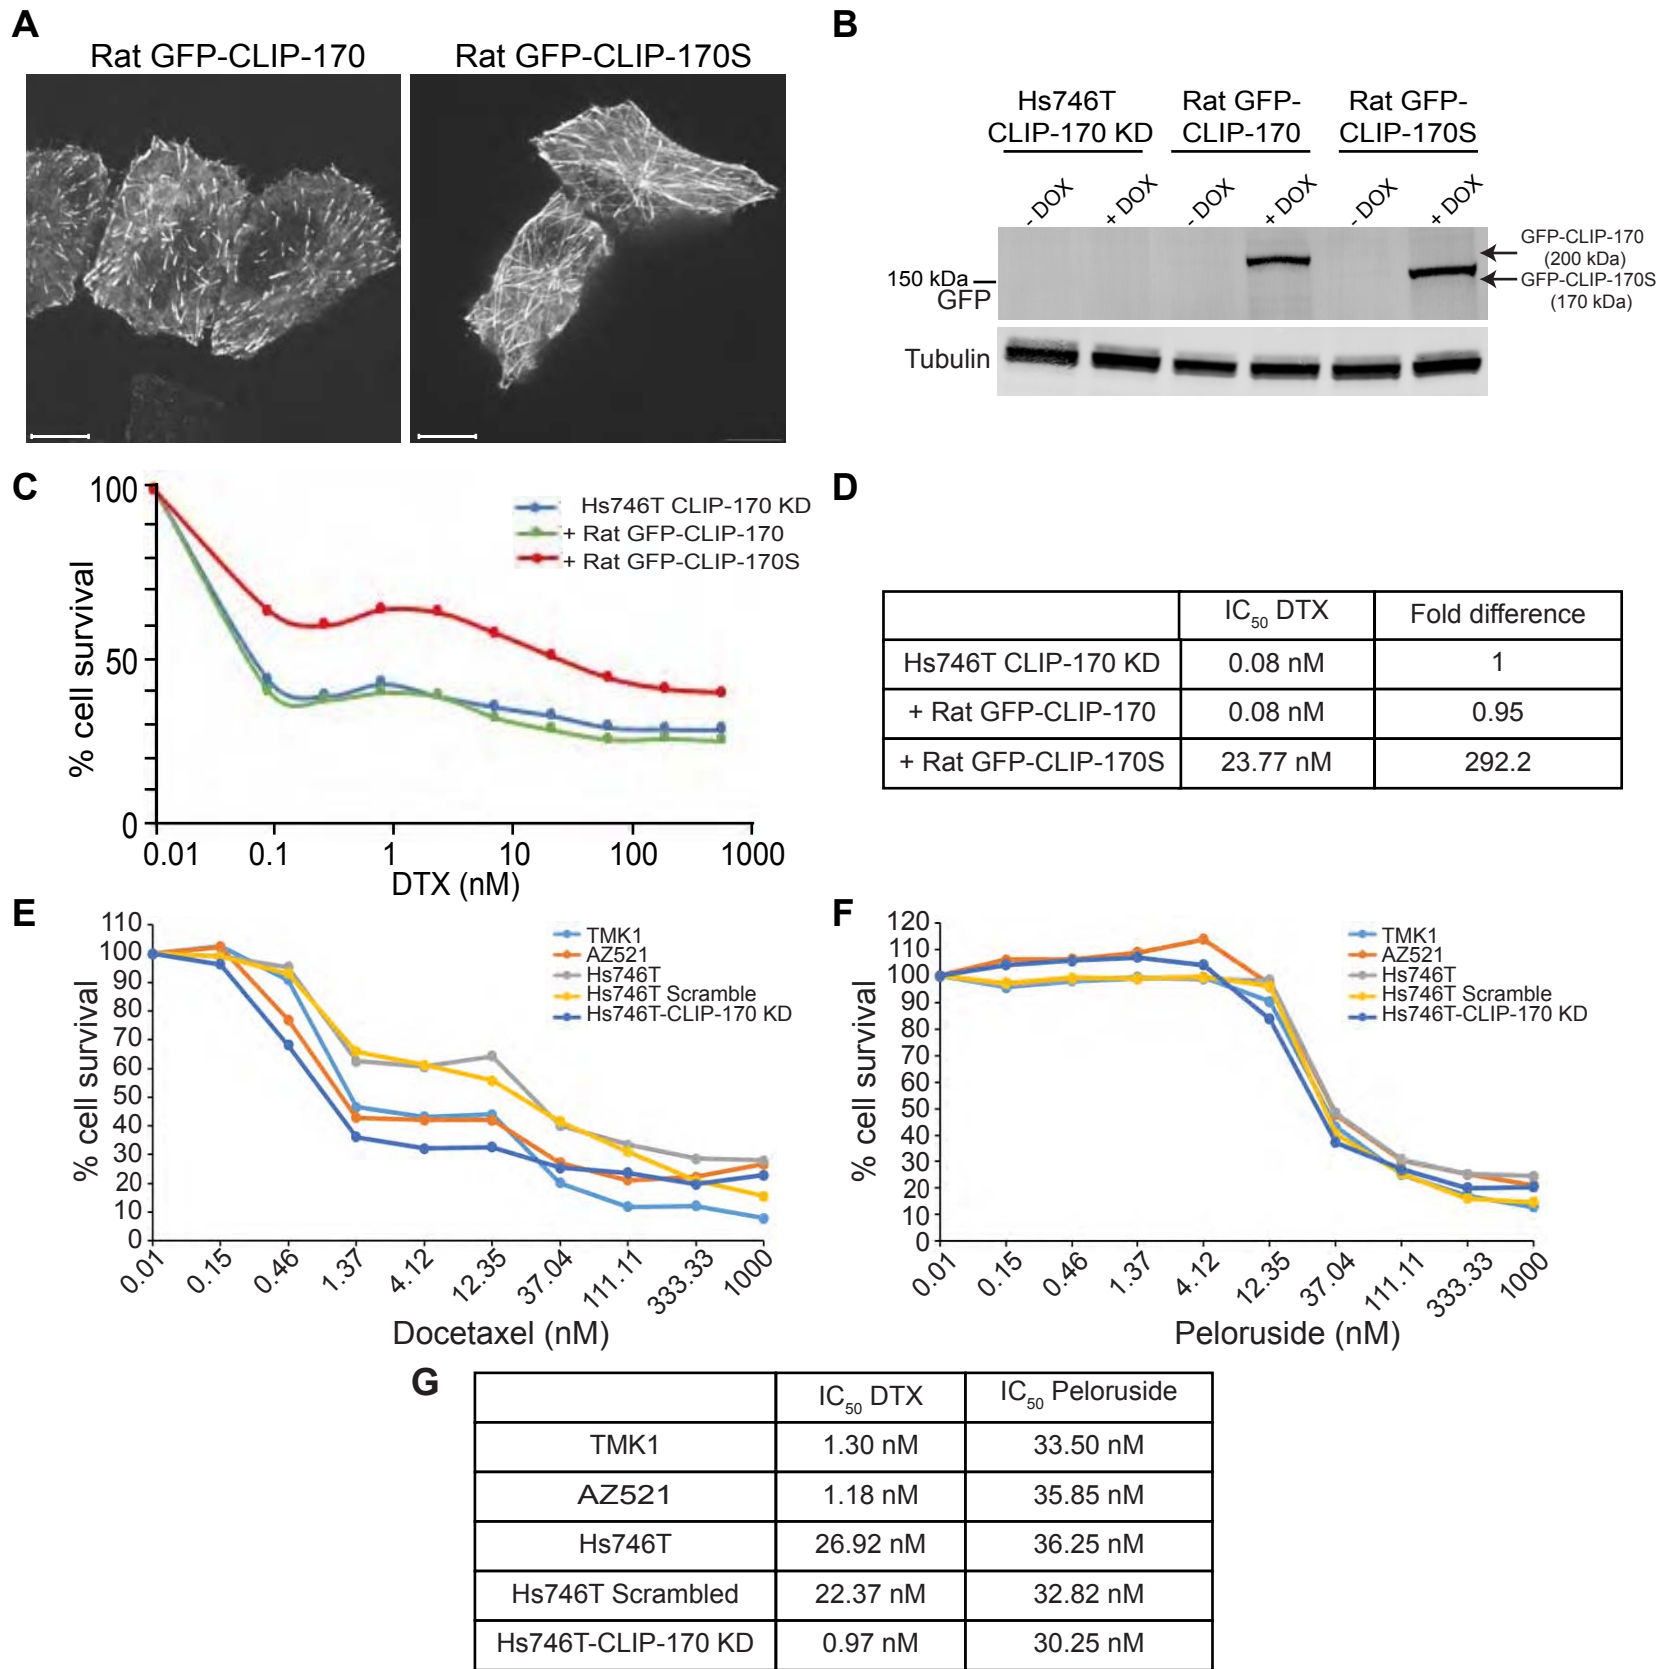 A
Rat GFP-CLIP-170
Rat GFP-CLIP-170S
B
Hs746T
CLIP-170 KD
Rat GFP-
CLIP-170
Rat GFP-
CLIP-170S
- DOX
+ DOX
- DOX
+ DOX
- DOX
+ DOX
150 kDa
GFP
Tubulin
GFP-CLIP-170
(200 kDa)
GFP-CLIP-170S
(170 kDa)
C
100
50
0
% cell survival
0.01
0.1
1
10
100
1000
DTX (nM)
Hs746T CLIP-170 KD
+ Rat GFP-CLIP-170
+ Rat GFP-CLIP-170S
D
IC50 DTX
Fold difference
Hs746T CLIP-170 KD
0.08 nM
1
+ Rat GFP-CLIP-170
0.08 nM
0.95
+ Rat GFP-CLIP-170S
23.77 nM
292.2
E
110
100
90
80
70
60
50
40
30
20
10
0
% cell survival
0.01
0.15
0.46
1.37
4.12
12.35
37.04
111.11
333.33
1000
Docetaxel (nM)
TMK1
AZ521
Hs746T
Hs746T Scramble
Hs746T-CLIP-170 KD
F
120
110
100
90
80
70
60
50
40
30
20
10
0
% cell survival
0.01
0.15
0.46
1.37
4.12
12.35
37.04
111.11
333.33
1000
Peloruside (nM)
TMK1
AZ521
Hs746T
Hs746T Scramble
Hs746T-CLIP-170 KD
G
IC50 DTX
IC50 Peloruside
TMK1
1.30 nM
33.50 nM
AZ521
1.18 nM
35.85 nM
Hs746T
26.92 nM
36.25 nM
Hs746T Scrambled
22.37 nM
32.82 nM
Hs746T-CLIP-170 KD
0.97 nM
30.25 nM